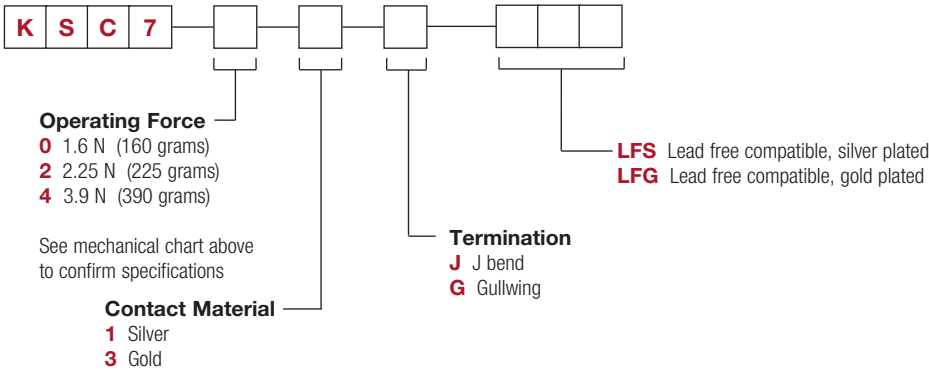 K S C 7
Operating Force
0 1.6 N (160 grams)
2 2.25 N (225 grams)
4 3.9 N (390 grams)
See mechanical chart above
to confirm specifications
Contact Material
1 Silver
3 Gold
Termination
J J bend
G Gullwing
LFS Lead free compatible, silver plated
LFG Lead free compatible, gold plated